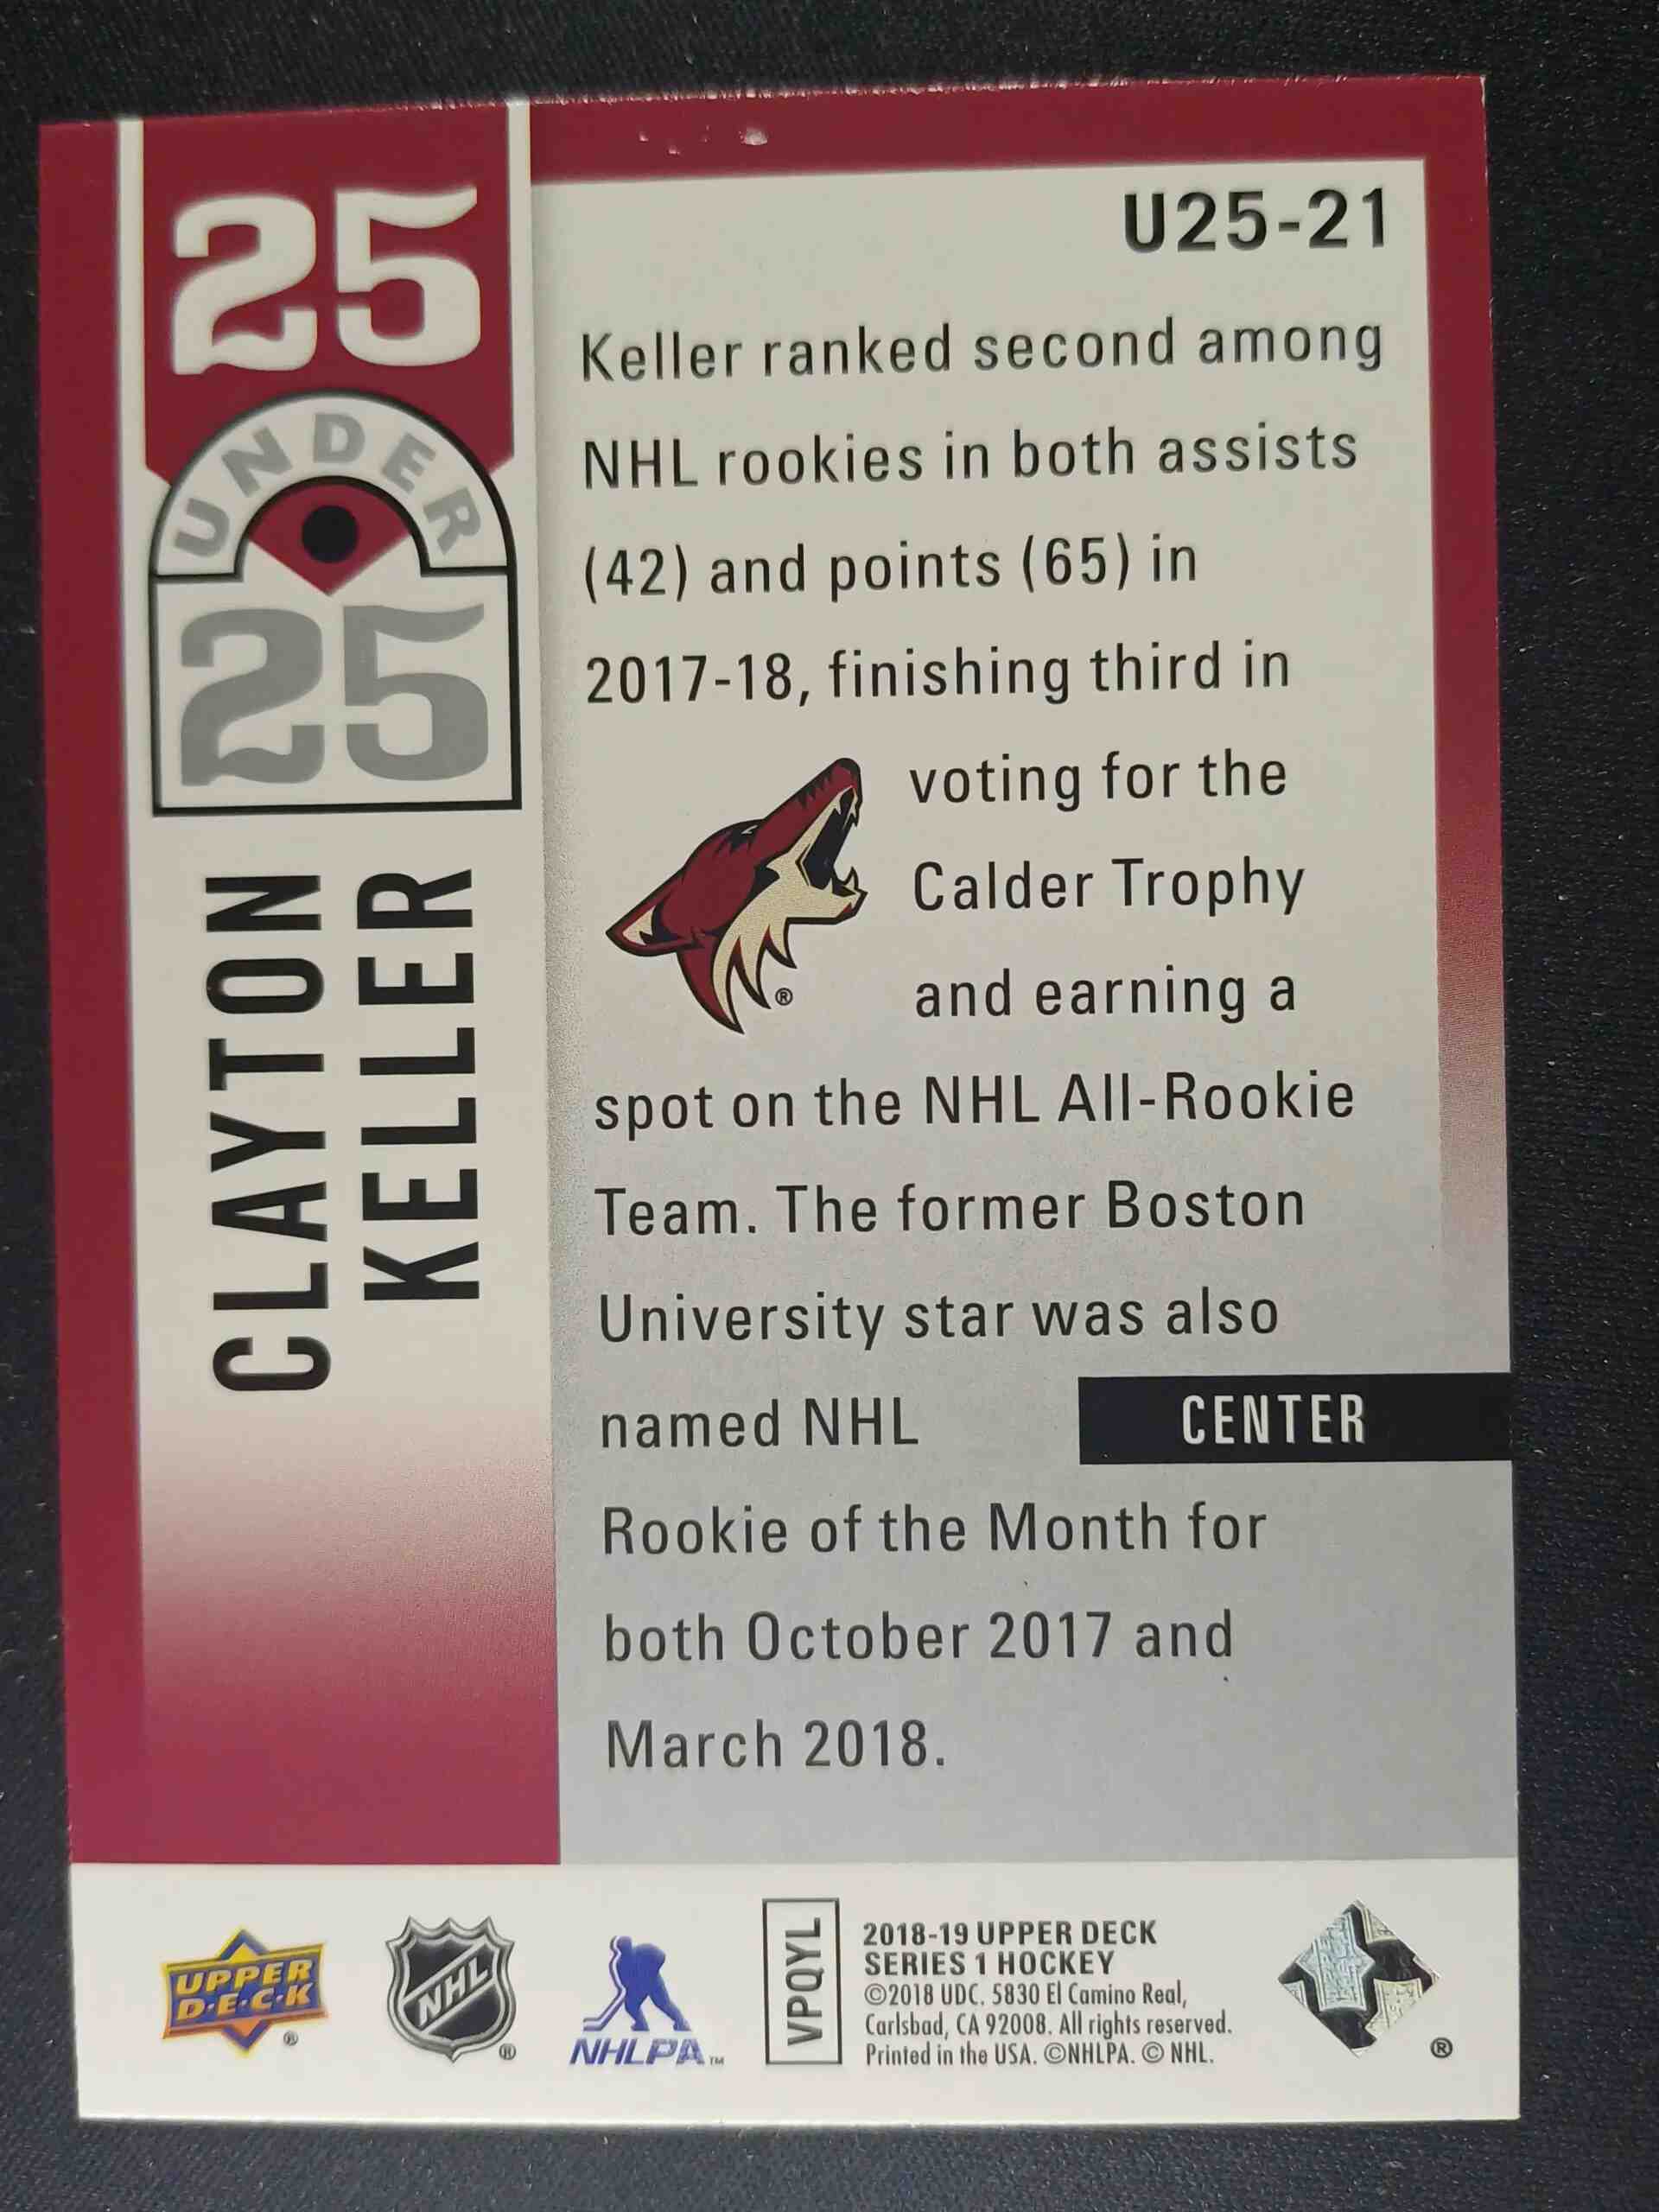 25
UNDER
25
CLAYTON
KELLER
U25-21
Keller ranked second among
NHL rookies in both assists
(42) and points (65) in
2017-18, finishing third in
voting for the
Calder Trophy
and earning a
®
spot on the NHL All-Rookie
Team. The former Boston
University star was also
named NHL
CENTER
Rookie of the Month for
both October 2017 and
March 2018.
UPPER
D·E·C·K
®
NHL
®
NHLPA™
VPQYL
2018-19 UPPER DECK
SERIES 1 HOCKEY
©2018 UDC. 5830 El Camino Real,
Carlsbad, CA 92008. All rights reserved.
Printed in the USA. ©NHLPA. © NHL.
®